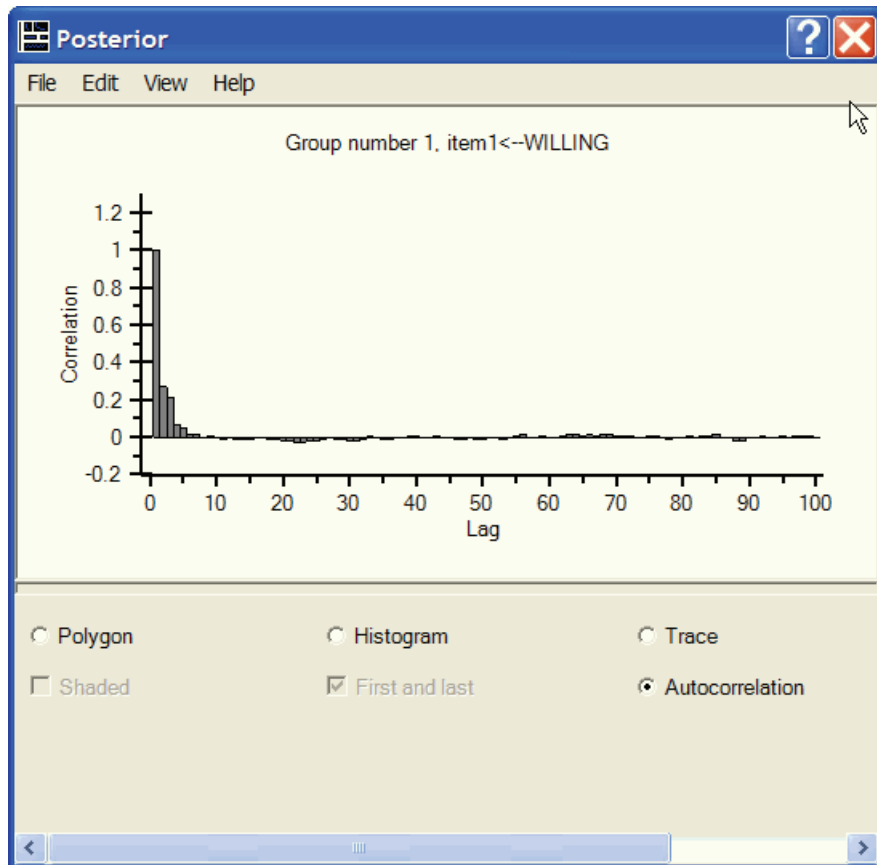 Posterior
File Edit View Help
Group number 1, item1<--WILLING
1.2
1
0.8
0.6
0.4
0.2
0
-0.2
Correlation
0 10 20 30 40 50 60 70 80 90 100
Lag
Polygon Histogram Trace
Shaded First and last Autocorrelation